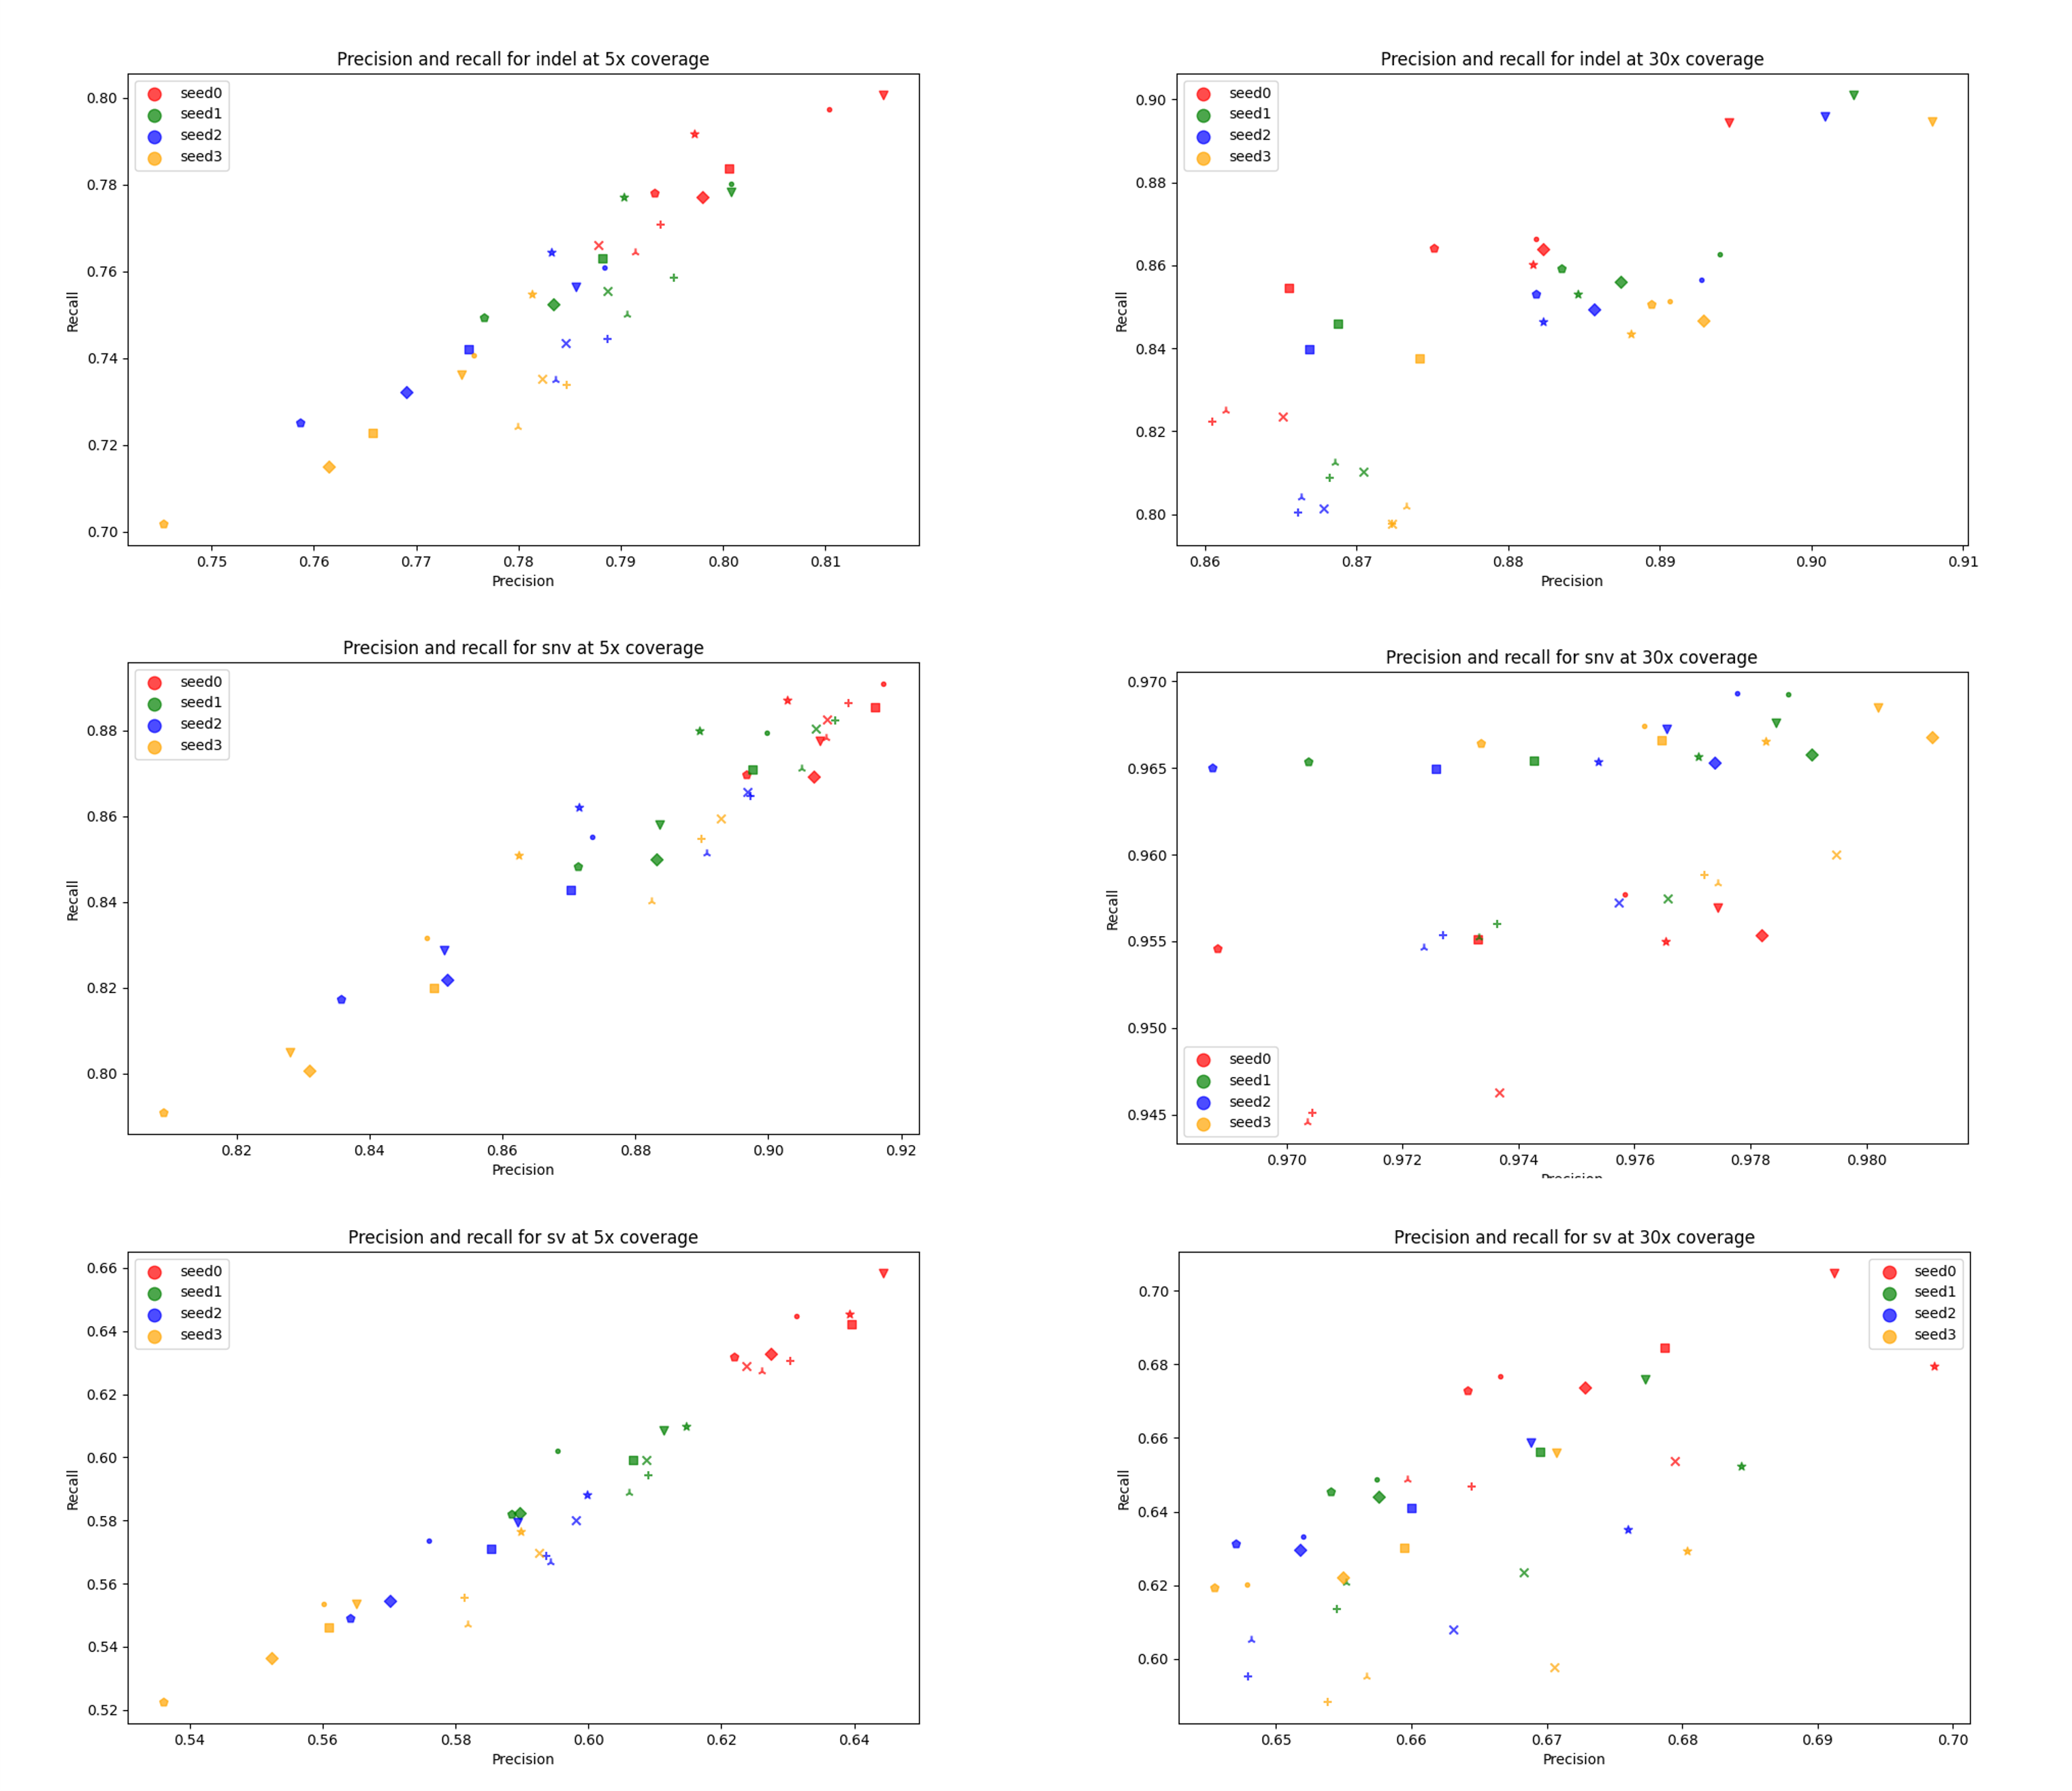 Precision and recall for indel at 5x coverage
seed0
seed1
seed2
seed3
Recall
0.80
0.78
0.76
0.74
0.72
0.70
0.75 0.76 0.77 0.78 0.79 0.80 0.81
Precision
Precision and recall for indel at 30x coverage
seed0
seed1
seed2
seed3
Recall
0.90
0.88
0.86
0.84
0.82
0.80
0.86 0.87 0.88 0.89 0.90 0.91
Precision
Precision and recall for snv at 5x coverage
seed0
seed1
seed2
seed3
Recall
0.88
0.86
0.84
0.82
0.80
0.82 0.84 0.86 0.88 0.90 0.92
Precision
Precision and recall for snv at 30x coverage
Recall
0.970
0.965
0.960
0.955
0.950
0.945
seed0
seed1
seed2
seed3
0.970 0.972 0.974 0.976 0.978 0.980
Precision
Precision and recall for sv at 5x coverage
seed0
seed1
seed2
seed3
Recall
0.66
0.64
0.62
0.60
0.58
0.56
0.54
0.52
0.54 0.56 0.58 0.60 0.62 0.64
Precision
Precision and recall for sv at 30x coverage
seed0
seed1
seed2
seed3
Recall
0.70
0.68
0.66
0.64
0.62
0.60
0.65 0.66 0.67 0.68 0.69 0.70
Precision